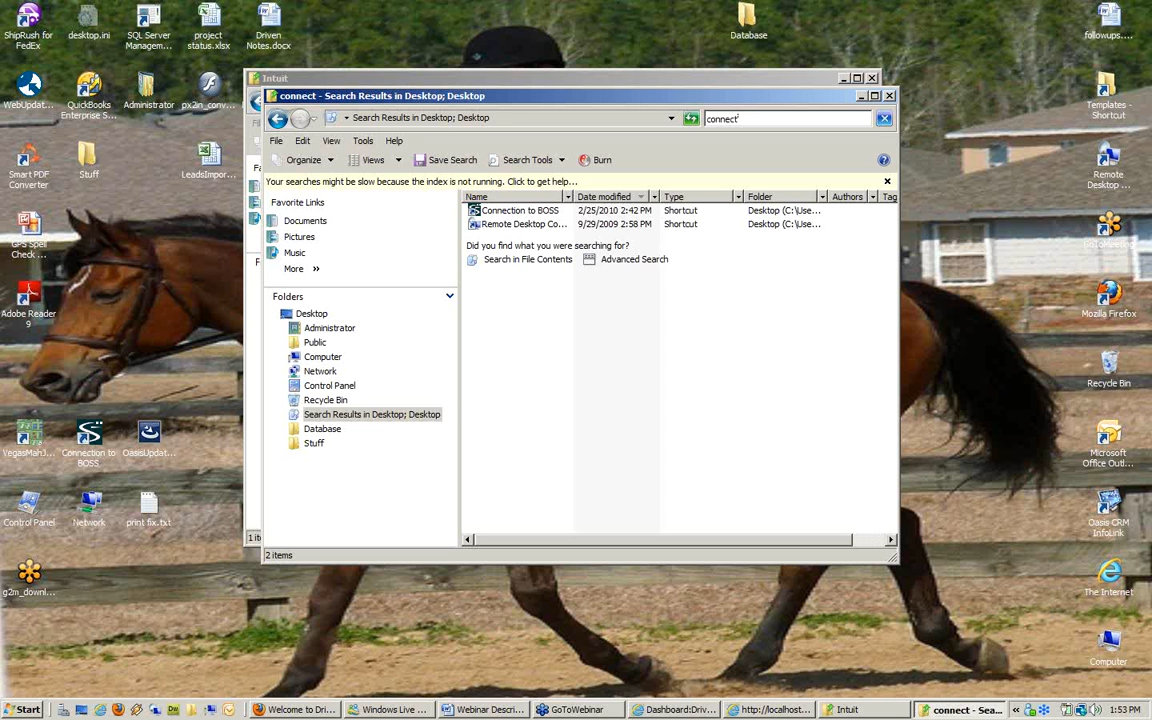 ShipRush for
FedEx
desktop.ini
SQL Server
Managem...
project
status.xlsx
Driven
Notes.docx
Database
followups....
WebUpdat...
QuickBooks
Enterprise S...
Administrator
px2in_conv...
Templates -
Shortcut
Smart PDF
Converter
Stuff
LeadsImpor...
Remote
Desktop ...
GPS Spell
Check ...
GoToMeeting
Adobe Reader
9
Mozilla Firefox
Recycle Bin
VegasMahJ...
Connection to
BOSS
OasisUpdat...
Microsoft
Office Outl...
Control Panel
Network
print fix.txt
Oasis CRM
InfoLink
g2m_downl...
The Internet
Computer
Intuit
connect - Search Results in Desktop; Desktop
Search Results in Desktop; Desktop
connect
File Edit View Tools Help
Organize Views Save Search Search Tools Burn
Your searches might be slow because the index is not running. Click to get help...
Favorite Links
Documents
Pictures
Music
More »
Folders
Desktop
Administrator
Public
Computer
Network
Control Panel
Recycle Bin
Search Results in Desktop; Desktop
Database
Stuff
Name Date modified Type Folder Authors Tag
Connection to BOSS 2/25/2010 2:42 PM Shortcut Desktop (C:\Use...
Remote Desktop Co... 9/29/2009 2:58 PM Shortcut Desktop (C:\Use...
Did you find what you were searching for?
Search in File Contents Advanced Search
2 items
Start Welcome to Dri... Windows Live ... Webinar Descri... GoToWebinar Dashboard:Driv... http://localhost... Intuit connect - Sea... « 1:53 PM